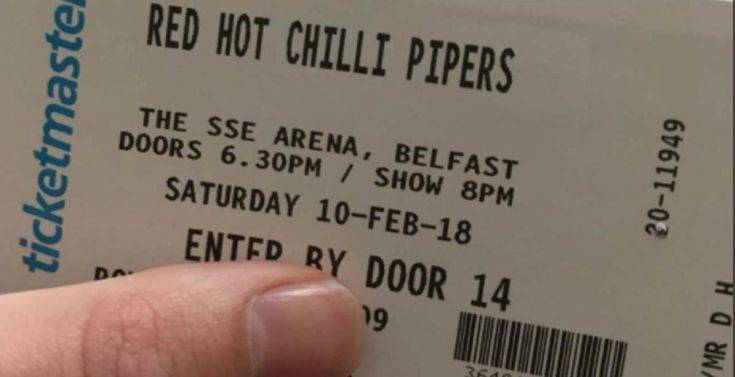 ticketmaster
RED HOT CHILLI PIPERS
THE SSE ARENA, BELFAST
DOORS 6.30PM / SHOW 8PM
SATURDAY 10-FEB-18
ENTER BY DOOR 14
20-11949
/MR D H